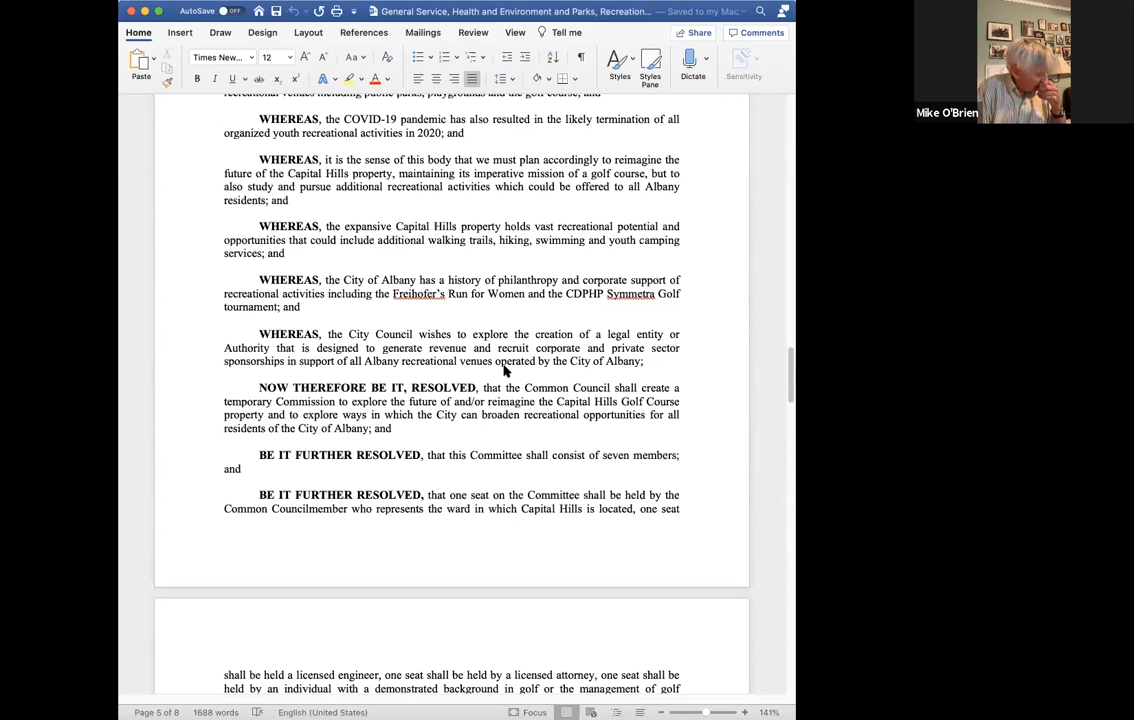 AutoSave OFF General Service, Health and Environment and Parks, Recreation... — Saved to my Mac
Home Insert Draw Design Layout References Mailings Review View Tell me Share Comments
Times New... 12 Aa
Paste B I U ab x₂ x² A A Styles Styles Pane Dictate Sensitivity
recreational venues including public parks, playgrounds and the golf course; and
WHEREAS, the COVID-19 pandemic has also resulted in the likely termination of all
organized youth recreational activities in 2020; and
WHEREAS, it is the sense of this body that we must plan accordingly to reimagine the
future of the Capital Hills property, maintaining its imperative mission of a golf course, but to
also study and pursue additional recreational activities which could be offered to all Albany
residents; and
WHEREAS, the expansive Capital Hills property holds vast recreational potential and
opportunities that could include additional walking trails, hiking, swimming and youth camping
services; and
WHEREAS, the City of Albany has a history of philanthropy and corporate support of
recreational activities including the Freihofer's Run for Women and the CDPHP Symmetra Golf
tournament; and
WHEREAS, the City Council wishes to explore the creation of a legal entity or
Authority that is designed to generate revenue and recruit corporate and private sector
sponsorships in support of all Albany recreational venues operated by the City of Albany;
NOW THEREFORE BE IT, RESOLVED, that the Common Council shall create a
temporary Commission to explore the future of and/or reimagine the Capital Hills Golf Course
property and to explore ways in which the City can broaden recreational opportunities for all
residents of the City of Albany; and
BE IT FURTHER RESOLVED, that this Committee shall consist of seven members;
and
BE IT FURTHER RESOLVED, that one seat on the Committee shall be held by the
Common Councilmember who represents the ward in which Capital Hills is located, one seat
shall be held a licensed engineer, one seat shall be held by a licensed attorney, one seat shall be
held by an individual with a demonstrated background in golf or the management of golf
Page 5 of 8 1688 words English (United States) Focus 141%
Mike O'Brien